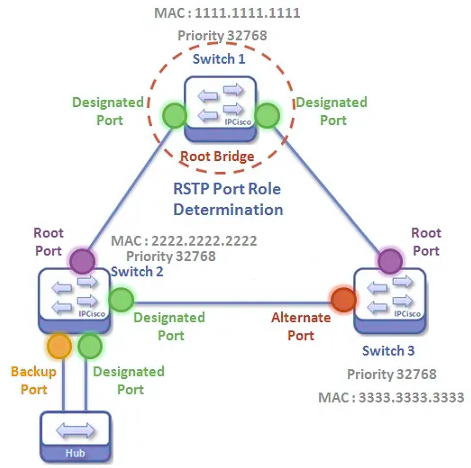 MAC : 1111.1111.1111
Priority 32768
Switch 1
Designated
Port
Designated
Port
IPCisco
Root Bridge
RSTP Port Role
Determination
Root
Port
MAC : 2222.2222.2222
Priority 32768
Switch 2
Root
Port
IPCisco
Designated
Port
Alternate
Port
IPCisco
Switch 3
Priority 32768
MAC : 3333.3333.3333
Backup
Port
Designated
Port
Hub